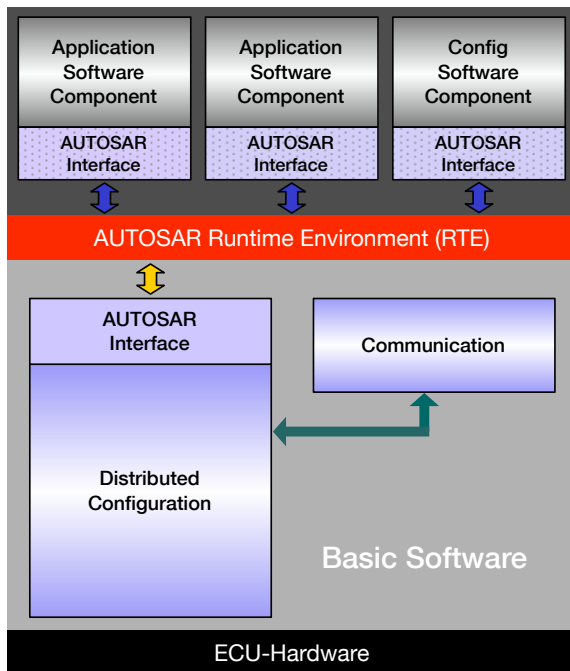 Application
Software
Component
Application
Software
Component
Config
Software
Component
AUTOSAR
Interface
AUTOSAR
Interface
AUTOSAR
Interface
AUTOSAR Runtime Environment (RTE)
AUTOSAR
Interface
Communication
Distributed
Configuration
Basic Software
ECU-Hardware